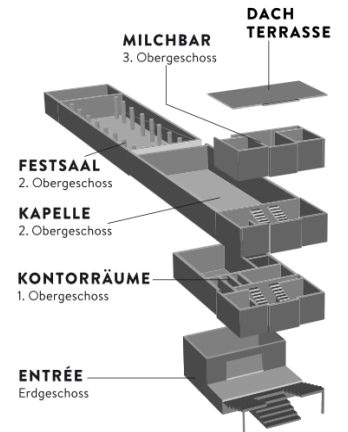 DACH
TERRASSE
MILCHBAR
3. Obergeschoss
FESTSAAL
2. Obergeschoss
KAPELLE
2. Obergeschoss
KONTORRÄUME
1. Obergeschoss
ENTRÉE
Erdgeschoss